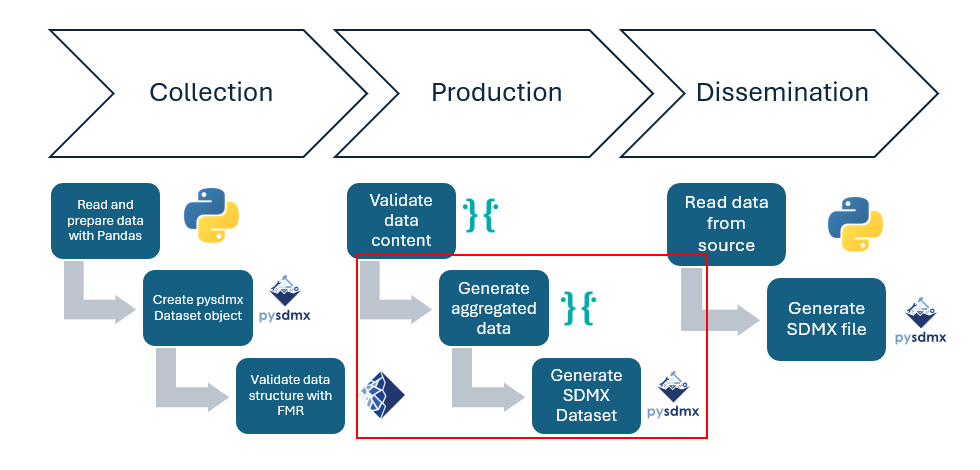 Collection
Production
Dissemination
Read and
prepare data
with Pandas
Create pysdmx
Dataset object
pysdmx
Validate data
structure with
FMR
Validate
data
content
Generate
aggregated
data
Generate
SDMX
Dataset
pysdmx
Read data
from
source
Generate
SDMX file
pysdmx